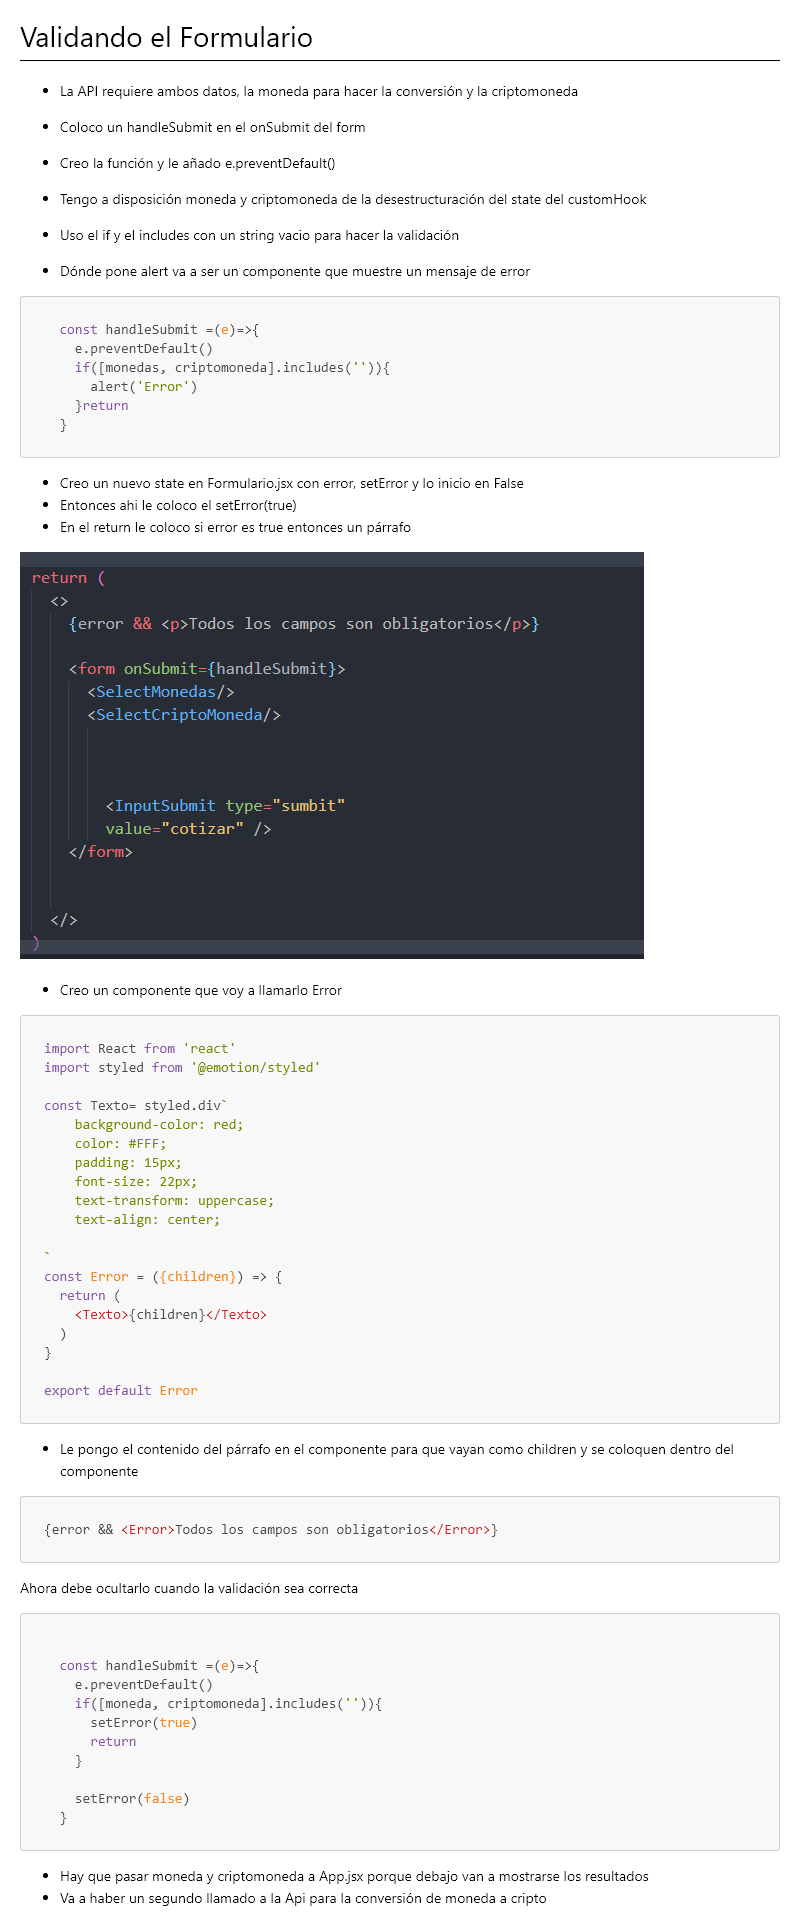 Validando el Formulario
La API requiere ambos datos, la moneda para hacer la conversión y la criptomoneda
Coloco un handleSubmit en el onSubmit del form
Creo la función y le añado e.preventDefault()
Tengo a disposición moneda y criptomoneda de la desestructuración del state del customHook
Uso el if y el includes con un string vacio para hacer la validación
Dónde pone alert va a ser un componente que muestre un mensaje de error
const handleSubmit =(e)=>{
e.preventDefault()
if([monedas, criptomoneda].includes('')){
alert('Error')
}return
}
Creo un nuevo state en Formulario.jsx con error, setError y lo inicio en False
Entonces ahi le coloco el setError(true)
En el return le coloco si error es true entonces un párrafo
return (
<>
{error && <p>Todos los campos son obligatorios</p>}
<form onSubmit={handleSubmit}>
<SelectMonedas/>
<SelectCriptoMoneda/>
<InputSubmit type="sumbit"
value="cotizar" />
</form>
</>
)
Creo un componente que voy a llamarlo Error
import React from 'react'
import styled from '@emotion/styled'
const Texto= styled.div`
background-color: red;
color: #FFF;
padding: 15px;
font-size: 22px;
text-transform: uppercase;
text-align: center;
`
const Error = ({children}) => {
return (
<Texto>{children}</Texto>
)
}
export default Error
Le pongo el contenido del párrafo en el componente para que vayan como children y se coloquen dentro del
componente
{error && <Error>Todos los campos son obligatorios</Error>}
Ahora debe ocultarlo cuando la validación sea correcta
const handleSubmit =(e)=>{
e.preventDefault()
if([moneda, criptomoneda].includes('')){
setError(true)
return
}
setError(false)
}
Hay que pasar moneda y criptomoneda a App.jsx porque debajo van a mostrarse los resultados
Va a haber un segundo llamado a la Api para la conversión de moneda a cripto